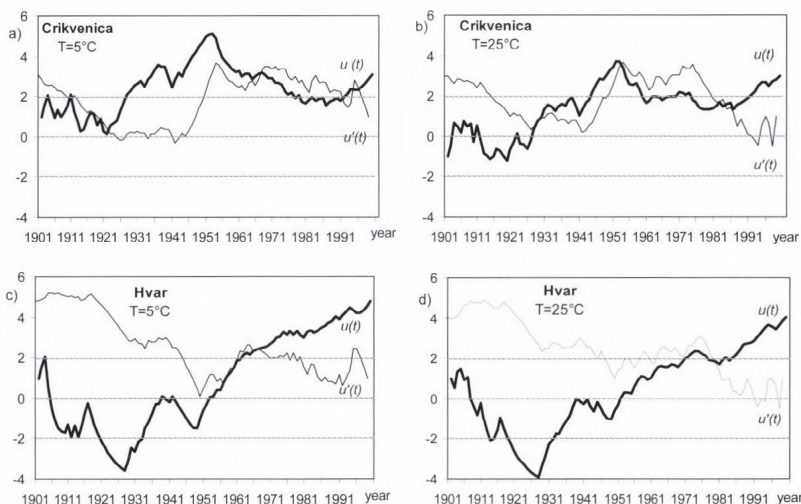 a)
Crikvenica
T=5°C
u (t)
u'(t)
6
4
2
0
-2
-4
1901 1911 1921 1931 1941 1951 1961 1971 1981 1991 year
b)
Crikvenica
T=25°C
u(t)
u'(t)
6
4
2
0
-2
-4
1901 1911 1921 1931 1941 1951 1961 1971 1981 1991 year
c)
Hvar
T=5°C
u(t)
u'(t)
6
4
2
0
-2
-4
1901 1911 1921 1931 1941 1951 1961 1971 1981 1991 year
d)
Hvar
T=25°C
u(t)
u'(t)
6
4
2
0
-2
-4
1901 1911 1921 1931 1941 1951 1961 1971 1981 1991 year